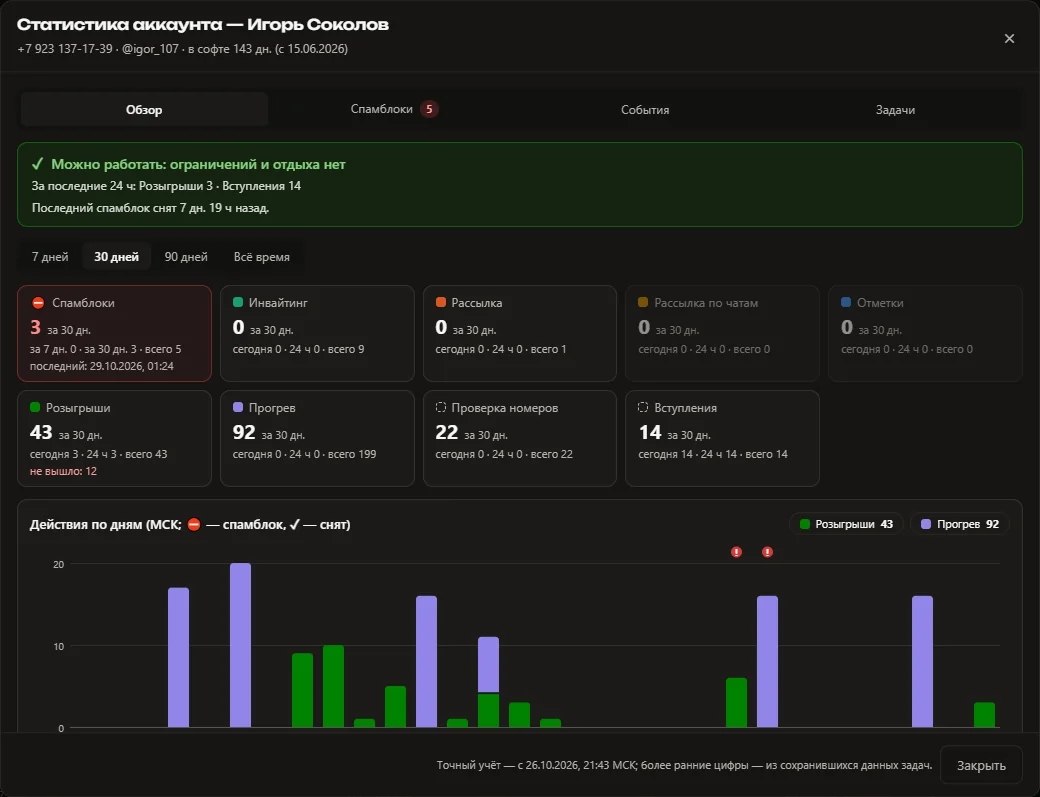 Статистика аккаунта — Игорь Соколов
+7 923 137-17-39 · @igor_107 · в софте 143 дн. (с 15.06.2026)
Обзор
Спамблоки 5
События
Задачи
✓ Можно работать: ограничений и отдыха нет
За последние 24 ч: Розыгрыши 3 · Вступления 14
Последний спамблок снят 7 дн. 19 ч назад.
7 дней
30 дней
90 дней
Всё время
Спамблоки
3 за 30 дн.
за 7 дн. 0 · за 30 дн. 3 · всего 5
последний: 29.10.2026, 01:24
Инвайтинг
0 за 30 дн.
сегодня 0 · 24 ч 0 · всего 9
Рассылка
0 за 30 дн.
сегодня 0 · 24 ч 0 · всего 1
Рассылка по чатам
0 за 30 дн.
сегодня 0 · 24 ч 0 · всего 0
Отметки
0 за 30 дн.
сегодня 0 · 24 ч 0 · всего 0
Розыгрыши
43 за 30 дн.
сегодня 3 · 24 ч 3 · всего 43
не вышло: 12
Прогрев
92 за 30 дн.
сегодня 0 · 24 ч 0 · всего 199
Проверка номеров
22 за 30 дн.
сегодня 0 · 24 ч 0 · всего 22
Вступления
14 за 30 дн.
сегодня 14 · 24 ч 14 · всего 14
Действия по дням (МСК; ⛔ — спамблок, ✓ — снят)
Розыгрыши 43
Прогрев 92
20
10
0
Точный учёт — с 26.10.2026, 21:43 МСК; более ранние цифры — из сохранившихся данных задач.
Закрыть